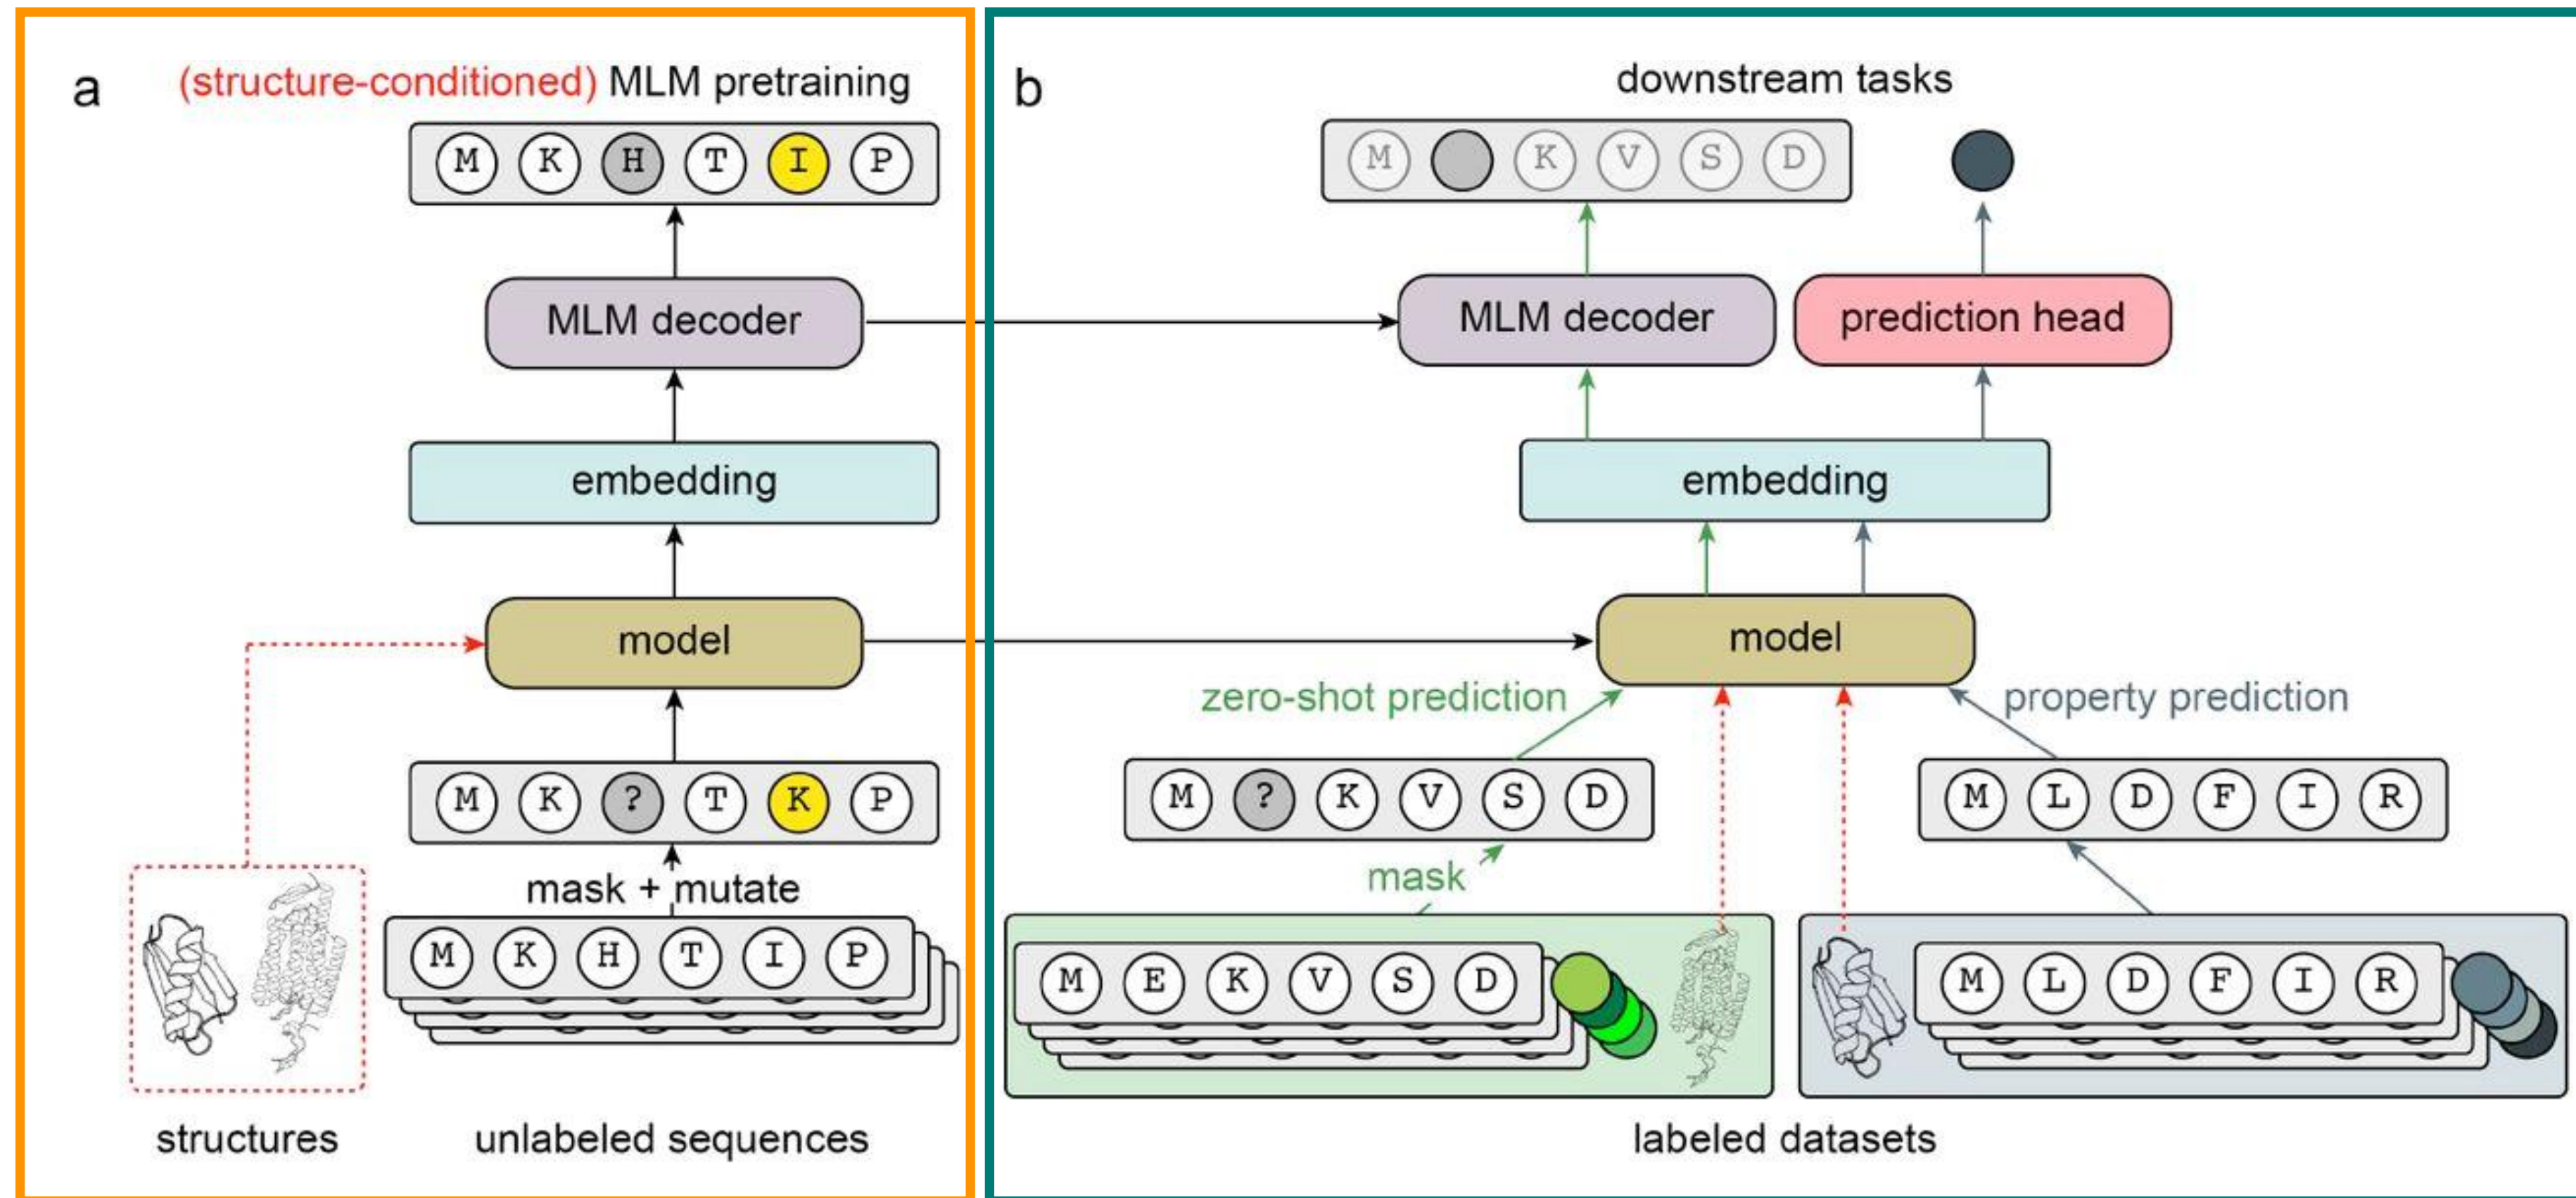 a
(structure-conditioned) MLM pretraining
M K H T I P
MLM decoder
embedding
model
M K ? T K P
mask + mutate
M K H T I P
structures
unlabeled sequences
b
downstream tasks
M K V S D
MLM decoder
prediction head
embedding
model
zero-shot prediction
property prediction
M ? K V S D
M L D F I R
mask
M E K V S D
M L D F I R
labeled datasets